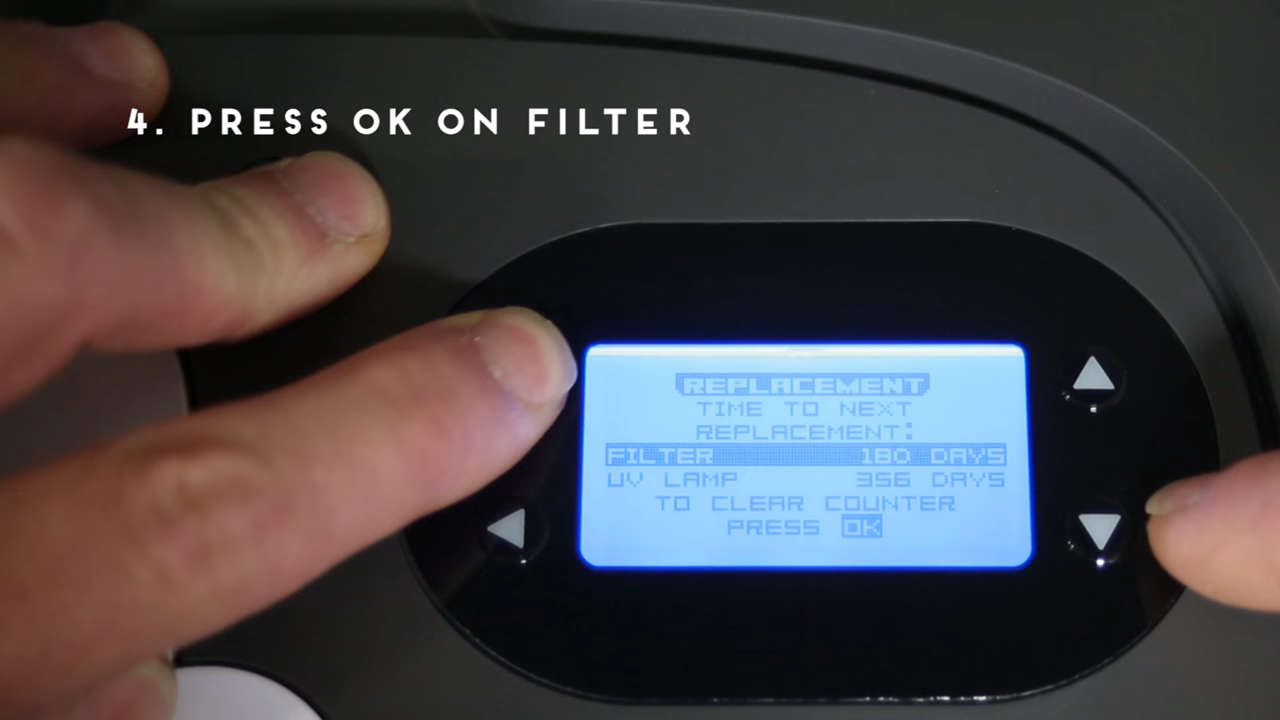 4. PRESS OK ON FILTER
REPLACEMENT
TIME TO NEXT
REPLACEMENT:
FILTER 180 DAYS
UV LAMP 356 DAYS
TO CLEAR COUNTER
PRESS OK